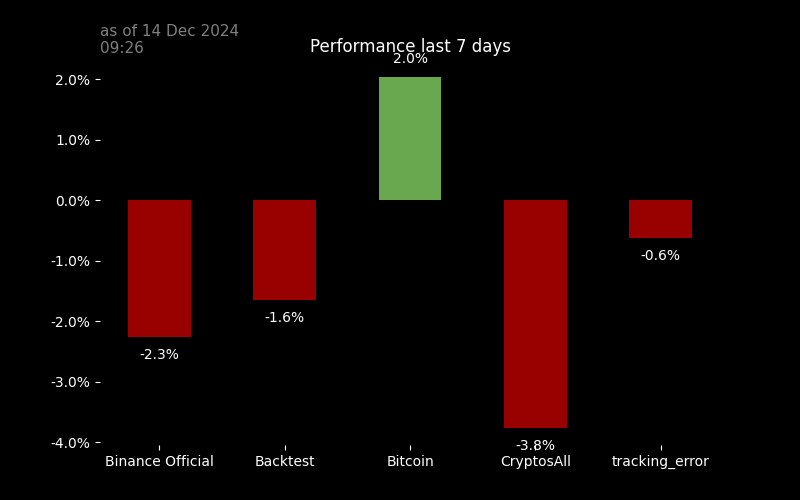 as of 14 Dec 2024
09:26
Performance last 7 days
2.0%
2.0%
1.0%
0.0%
-1.0%
-2.0%
-3.0%
-4.0%
-2.3%
-1.6%
-3.8%
-0.6%
Binance Official
Backtest
Bitcoin
CryptosAll
tracking_error